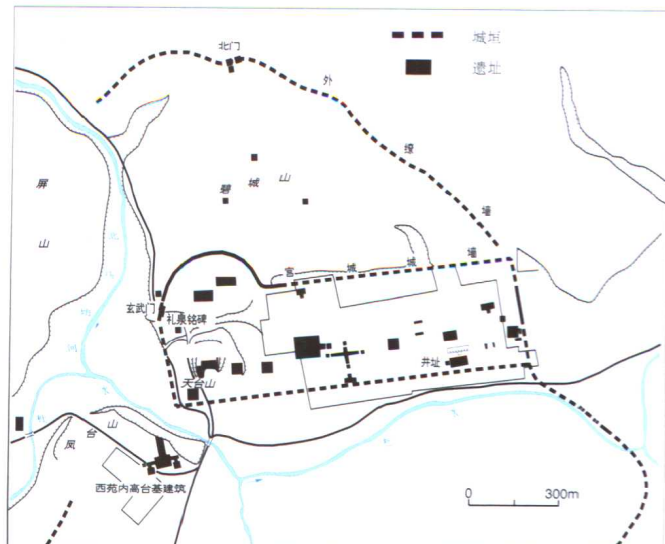 北门
城垣
遗址
外
缭
墙
碧城山
屏山
宫城城墙
玄武门
礼泉铭碑
天台山
井址
凤台山
西苑内高台基建筑
0 300m